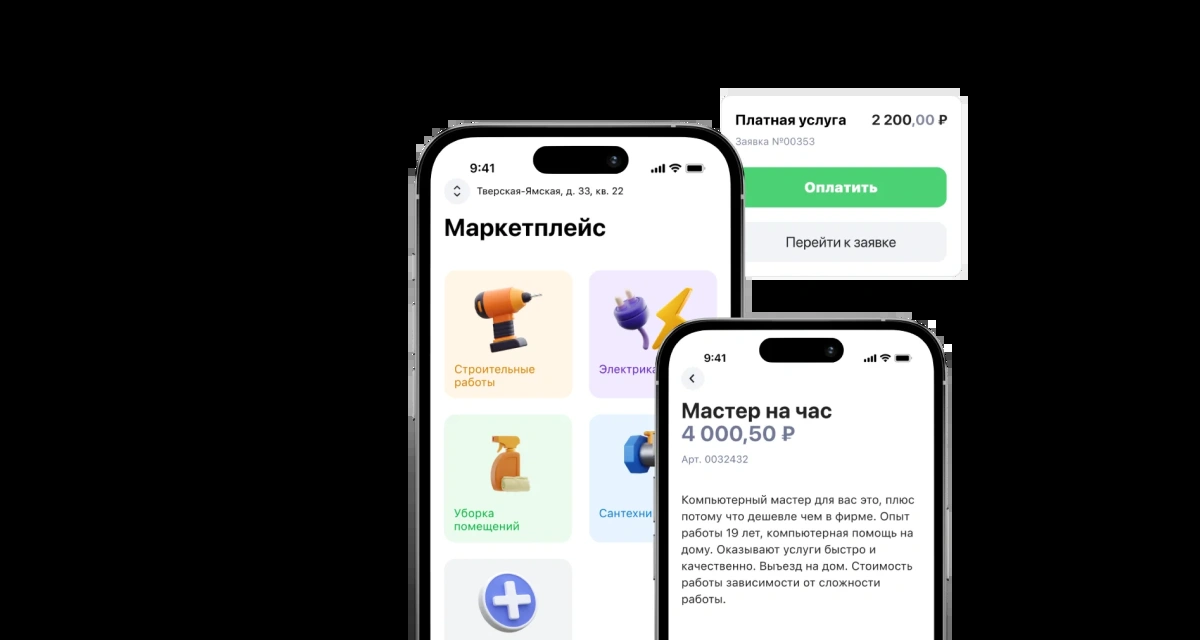 Платная услуга 2 200,00 ₽
Заявка №00353
Оплатить
Перейти к заявке
9:41
Тверская-Ямская, д. 33, кв. 22
Маркетплейс
Строительные
работы
Электрика
Уборка
помещений
Сантехни
9:41
Мастер на час
4 000,50 ₽
Арт. 0032432
Компьютерный мастер для вас это, плюс
потому что дешевле чем в фирме. Опыт
работы 19 лет, компьютерная помощь на
дому. Оказывают услуги быстро и
качественно. Выъезд на дом. Стоимость
работы зависимости от сложности
работы.